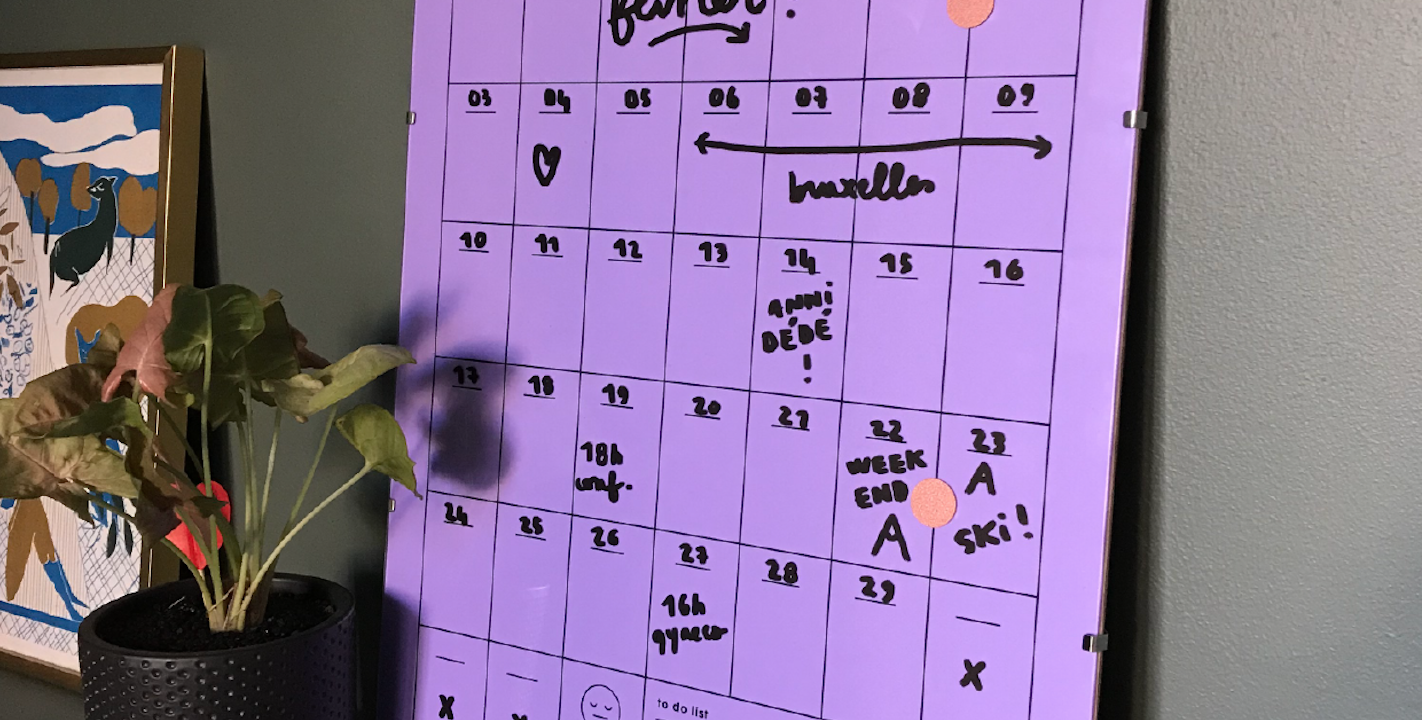 février !
03 04 05 06 07 08 09
bruxelles
10 11 12 13 14 15 16
ANNi
DÉDÉ
!
17 18 19 20 21 22 23
18h
conf.
WEEK
END
A
A
SKi!
24 25 26 27 28 29
16h
gyneco
X
X
to do list